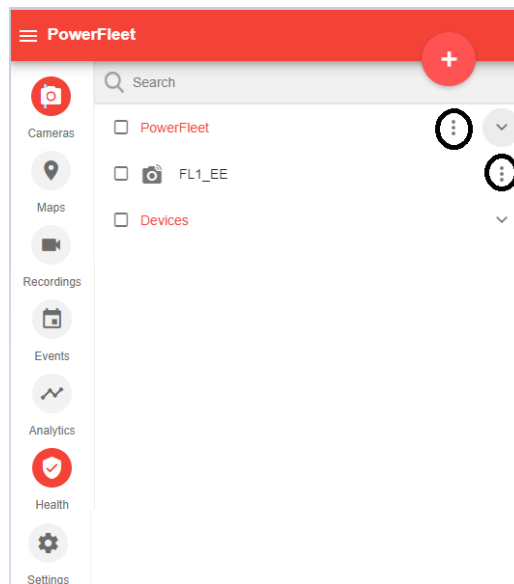 PowerFleet
+
Search
Cameras
PowerFleet
Maps
FL1_EE
Devices
Recordings
Events
Analytics
Health
Settings